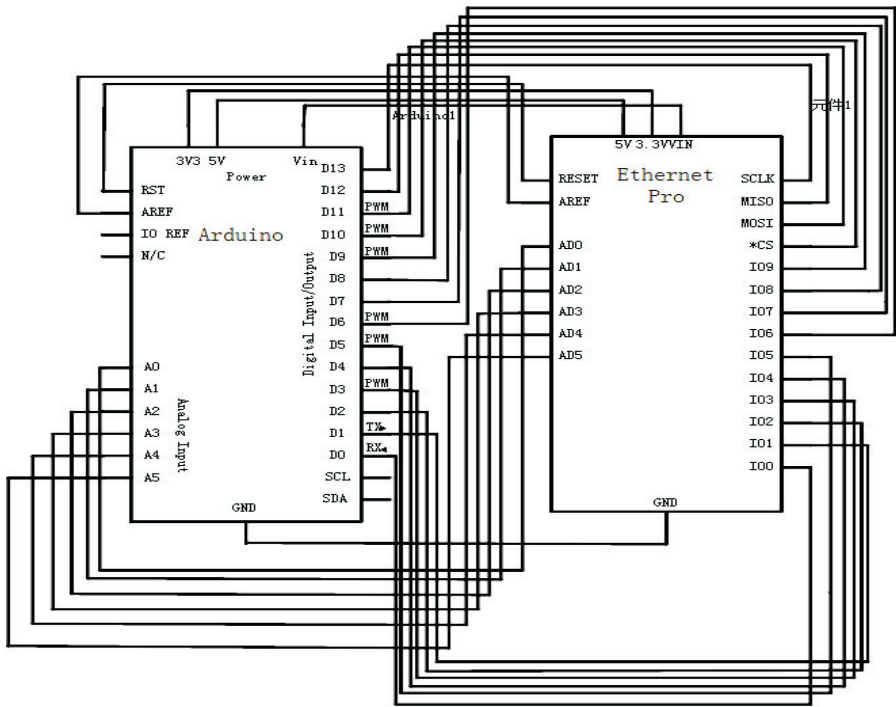 Arduino1
元件1
3V3 5V Vin
Power
RST
AREF
IO REF
N/C
Arduino
A0
A1
A2
A3
A4
A5
Analog Input
GND
D13
D12
D11 PWM
D10 PWM
D9 PWM
D8
D7
D6 PWM
D5 PWM
D4
D3 PWM
D2
D1 TX
D0 RX
SCL
SDA
Digital Input/Output
5V 3.3VVIN
Ethernet
Pro
RESET
AREF
AD0
AD1
AD2
AD3
AD4
AD5
SCLK
MISO
MOSI
*CS
IO9
IO8
IO7
IO6
IO5
IO4
IO3
IO2
IO1
IO0
GND